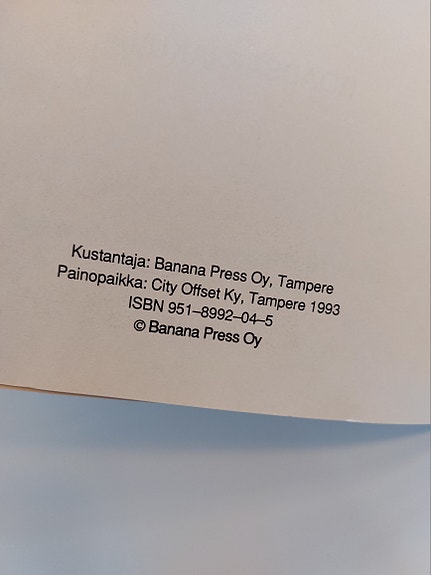 Kustantaja: Banana Press Oy, Tampere
Painopaikka: City Offset Ky, Tampere 1993
ISBN 951–8992–04–5
© Banana Press Oy